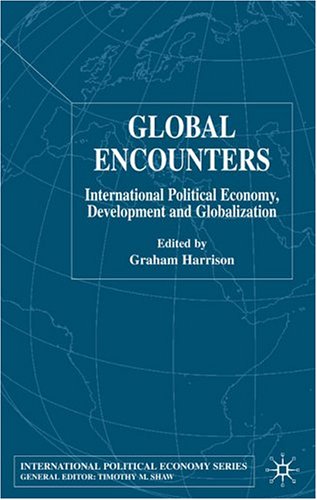 GLOBAL
ENCOUNTERS
International Political Economy,
Development and Globalization
Edited by
Graham Harrison
INTERNATIONAL POLITICAL ECONOMY SERIES
GENERAL EDITOR: TIMOTHY M. SHAW